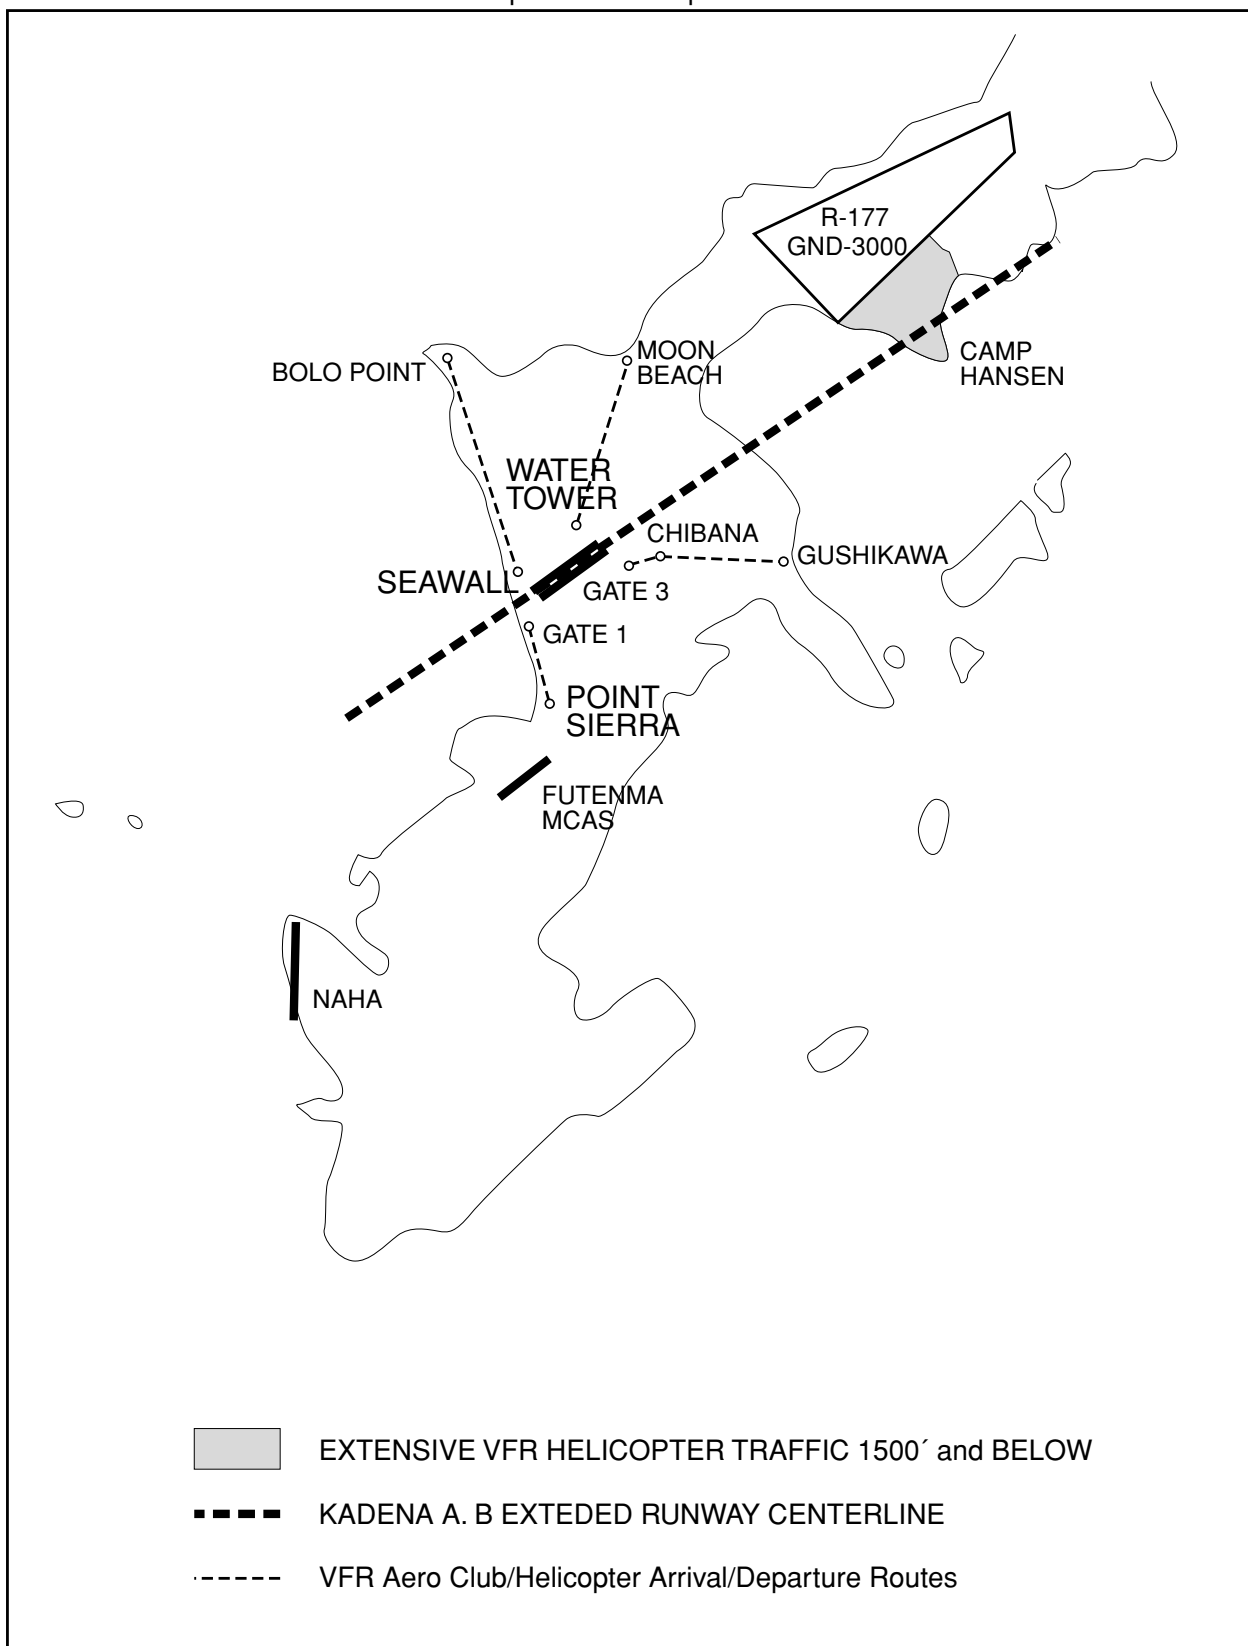 R-177
GND-3000
MOON
BEACH
BOLO POINT
CAMP
HANSEN
WATER
TOWER
CHIBANA
GUSHIKAWA
SEAWALL
GATE 3
GATE 1
POINT
SIERRA
FUTENMA
MCAS
NAHA
EXTENSIVE VFR HELICOPTER TRAFFIC 1500´ and BELOW
KADENA A. B EXTEDED RUNWAY CENTERLINE
VFR Aero Club/Helicopter Arrival/Departure Routes